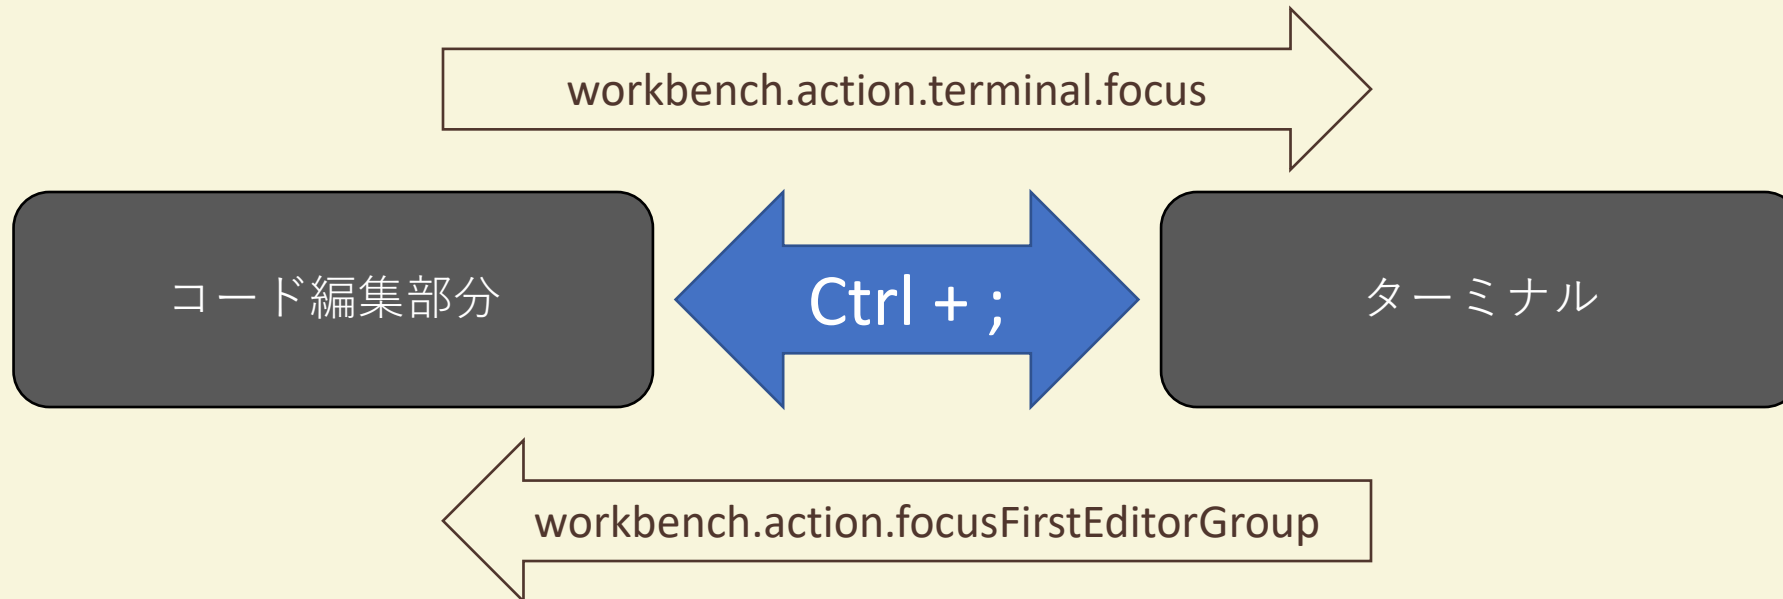 workbench.action.terminal.focus
コード編集部分
Ctrl + ;
ターミナル
workbench.action.focusFirstEditorGroup